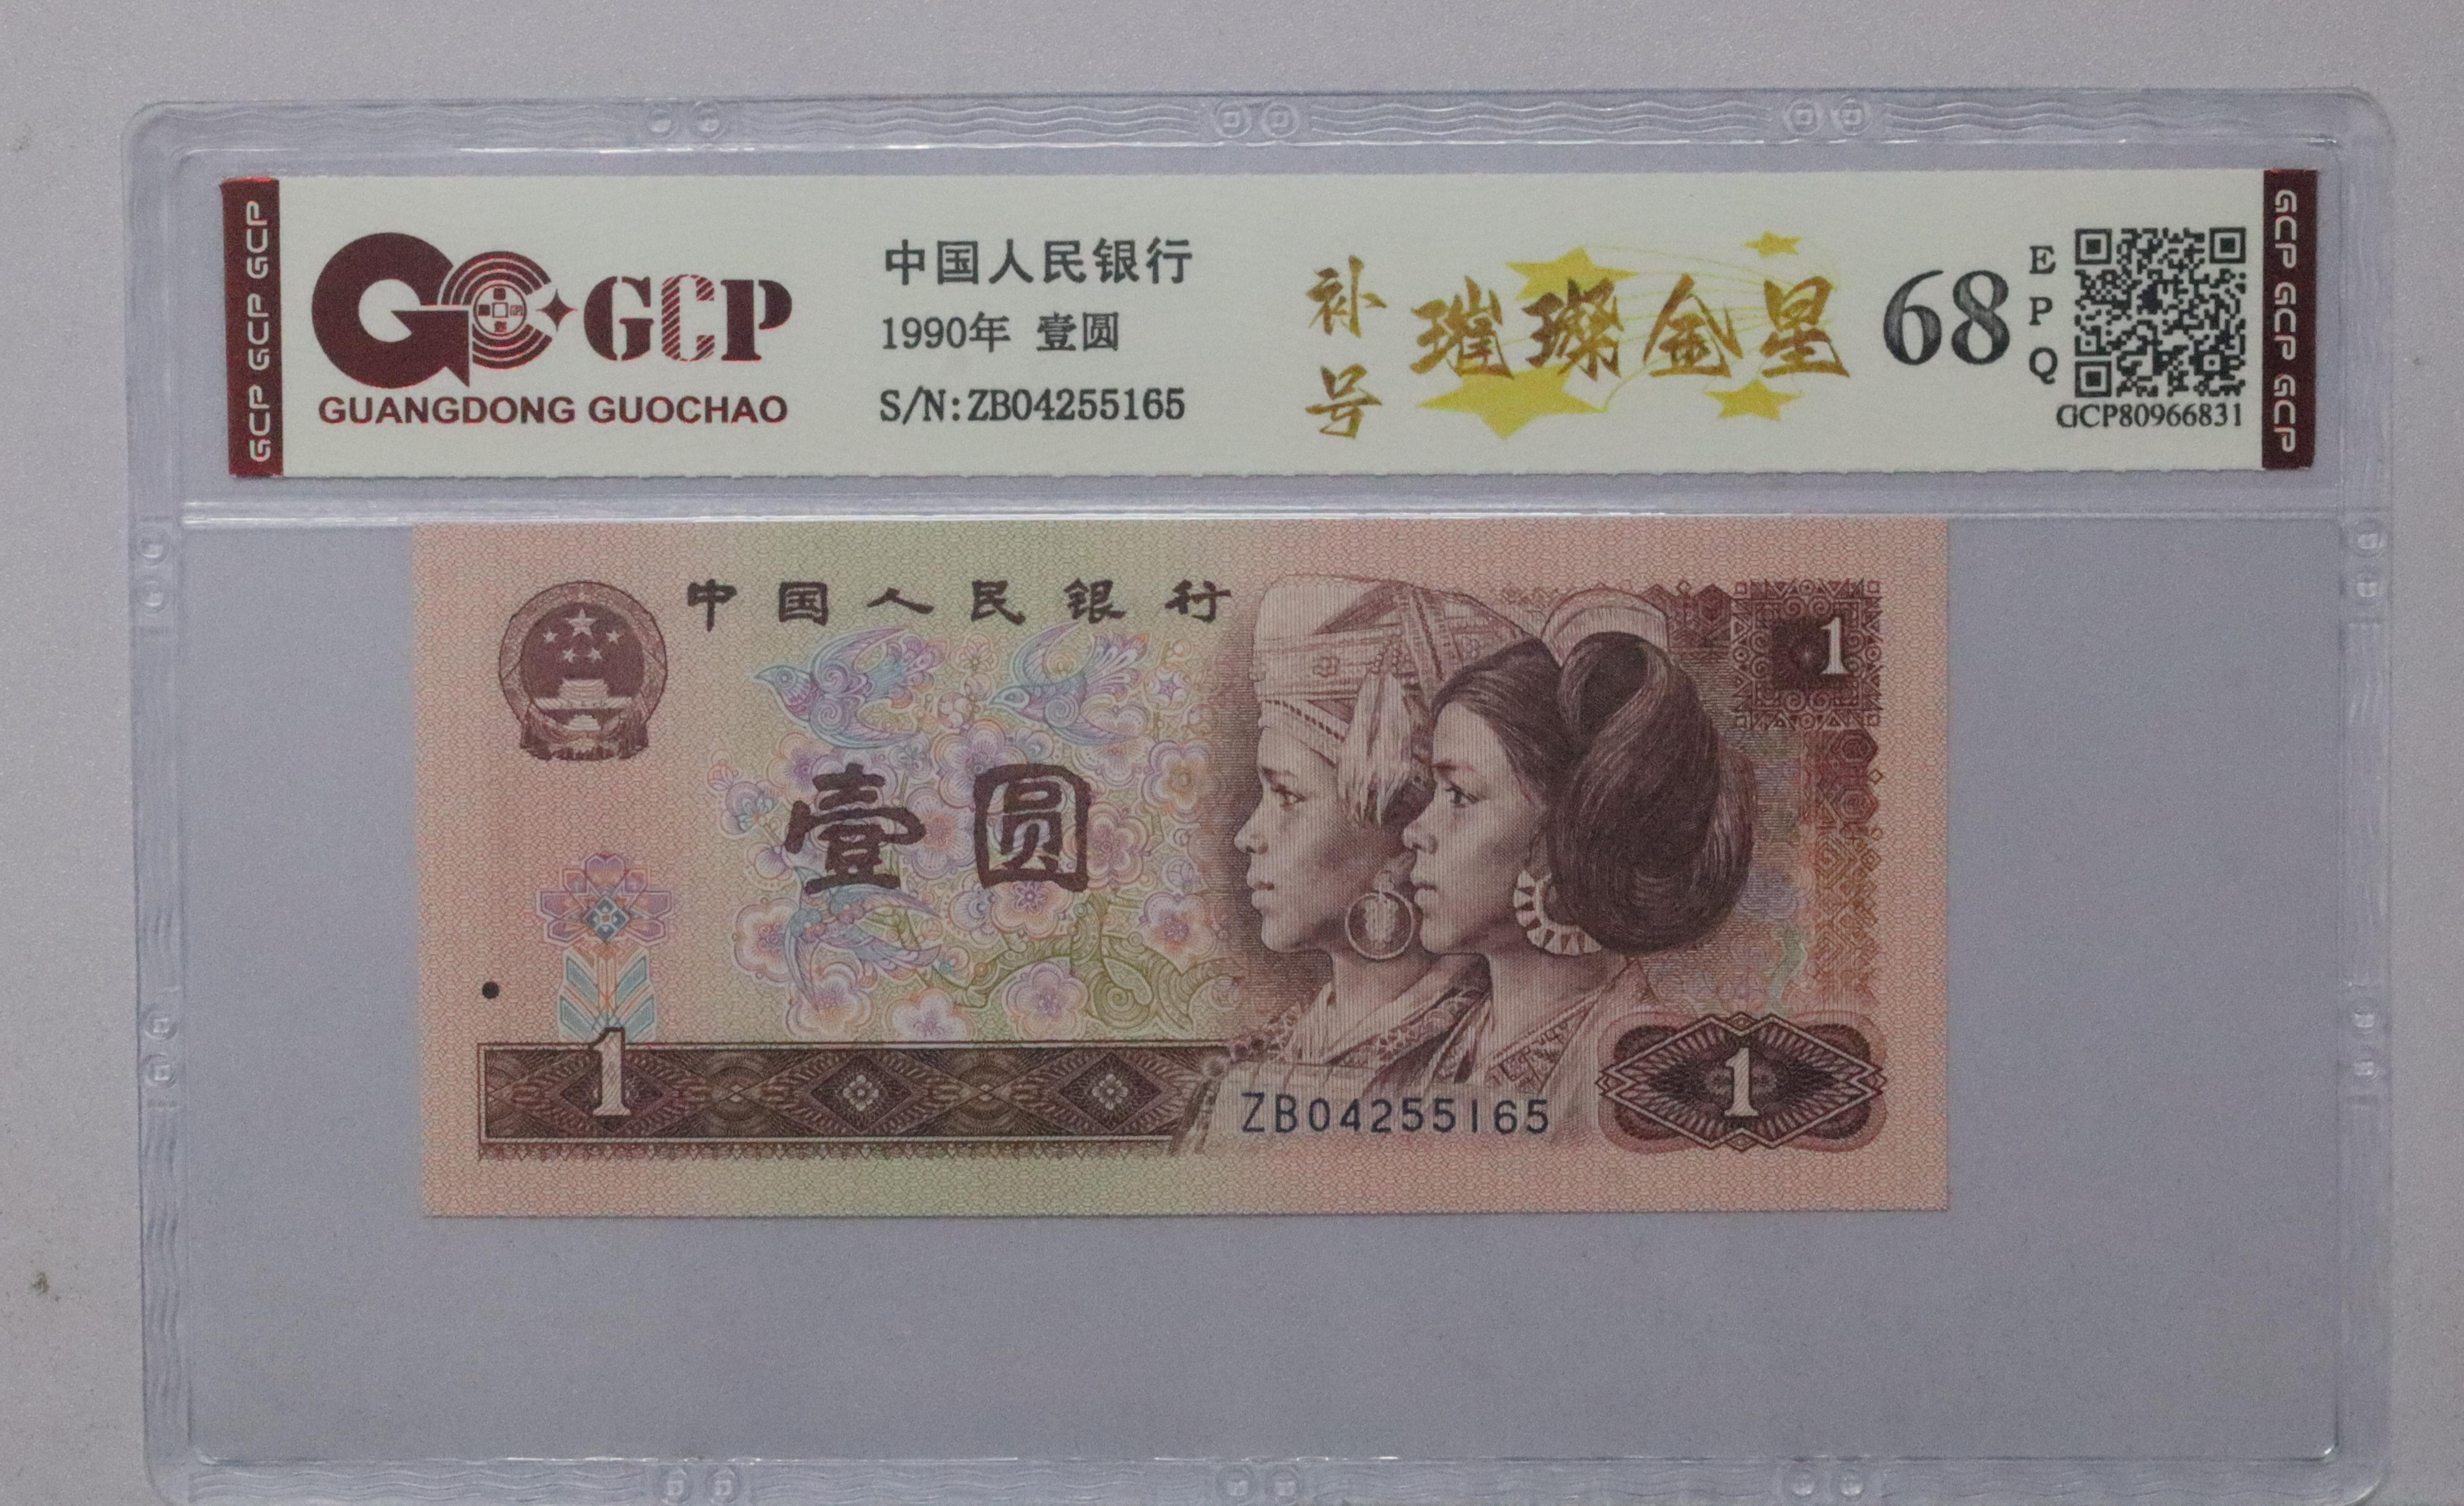 GCP GCP GCP
GCP
GUANGDONG GUOCHAO
中国人民银行
1990年 壹圆
S/N:ZB04255165
补号
璀璨金星
68
EPQ
GCP80966831
GCP GCP GCP
中国人民银行
1
壹圆
1
ZB04255165
1